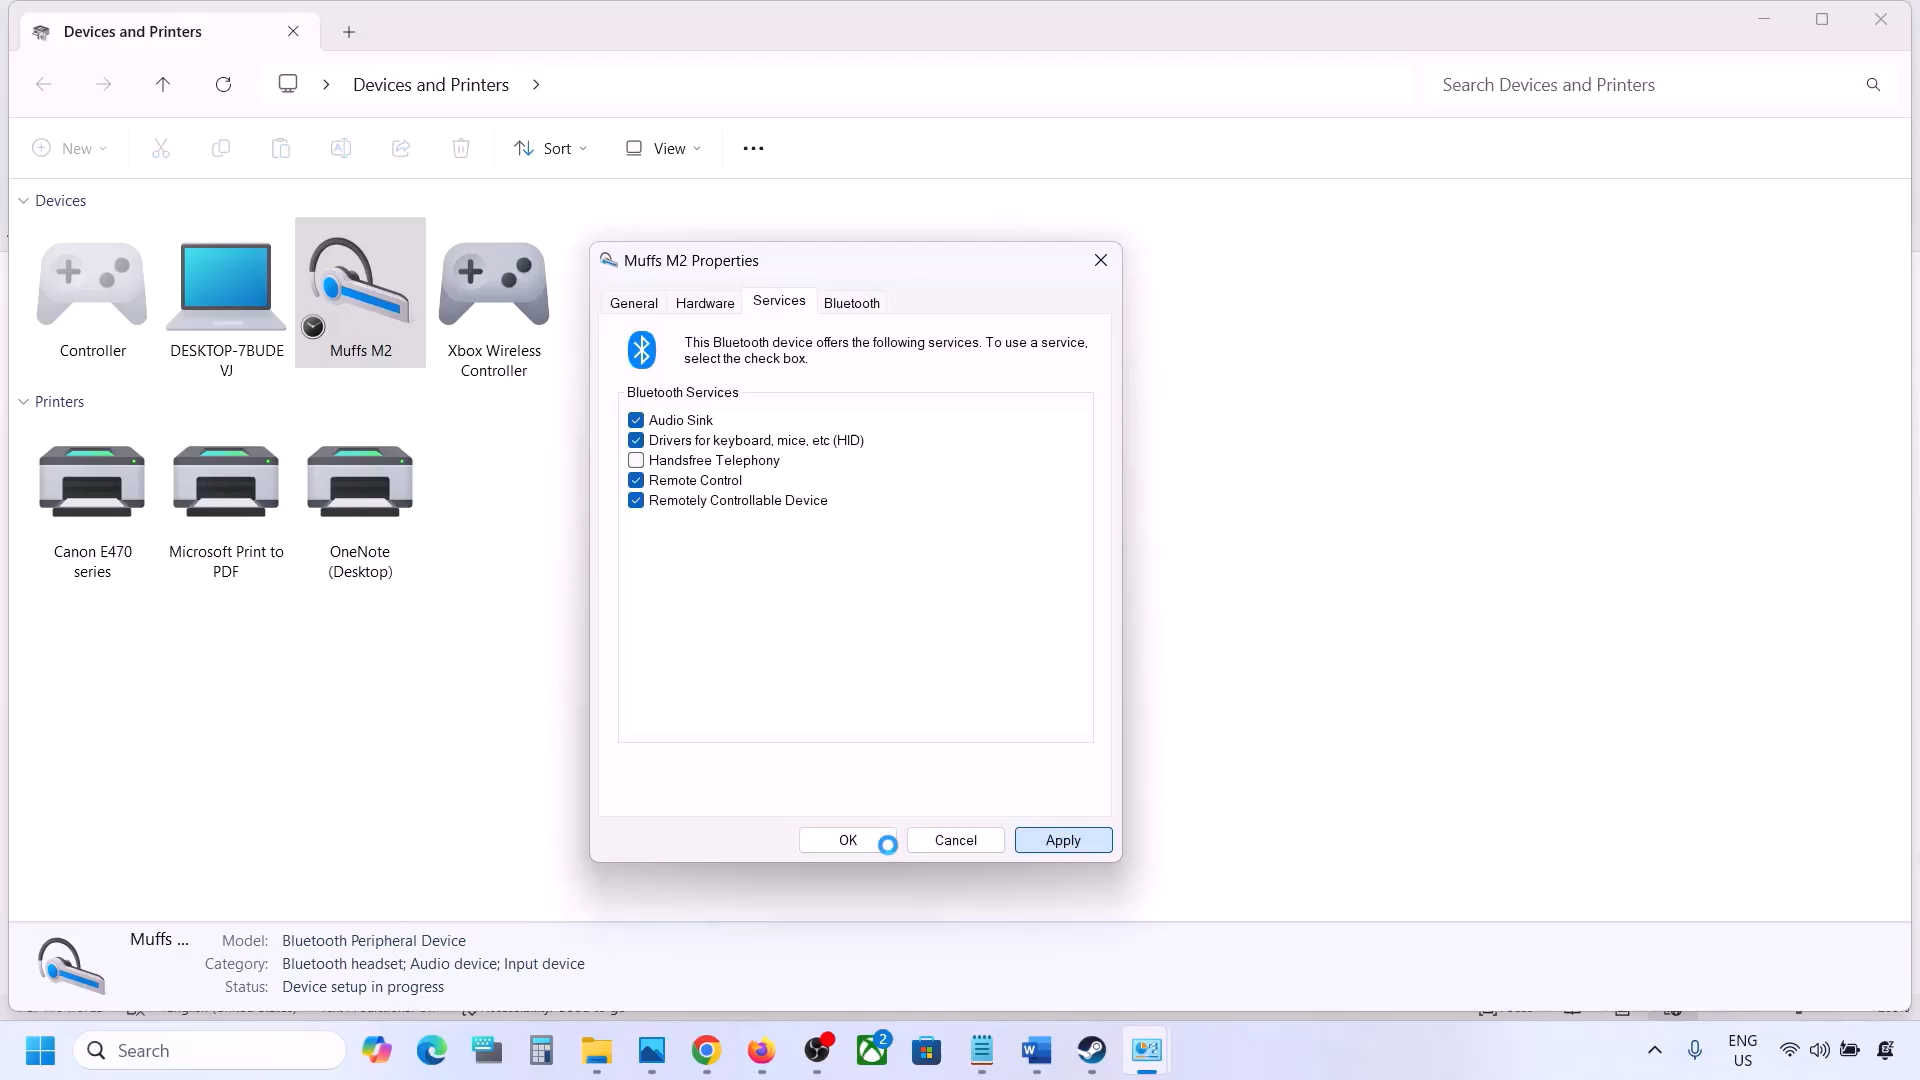 Devices and Printers
Devices and Printers
Search Devices and Printers
New
Sort
View
Devices
Controller
DESKTOP-7BUDE
VJ
Muffs M2
Xbox Wireless
Controller
Printers
Canon E470
series
Microsoft Print to
PDF
OneNote
(Desktop)
Muffs M2 Properties
General
Hardware
Services
Bluetooth
This Bluetooth device offers the following services. To use a service,
select the check box.
Bluetooth Services
Audio Sink
Drivers for keyboard, mice, etc (HID)
Handsfree Telephony
Remote Control
Remotely Controllable Device
OK
Cancel
Apply
Muffs ...
Model: Bluetooth Peripheral Device
Category: Bluetooth headset; Audio device; Input device
Status: Device setup in progress
Search
2
ENG
US